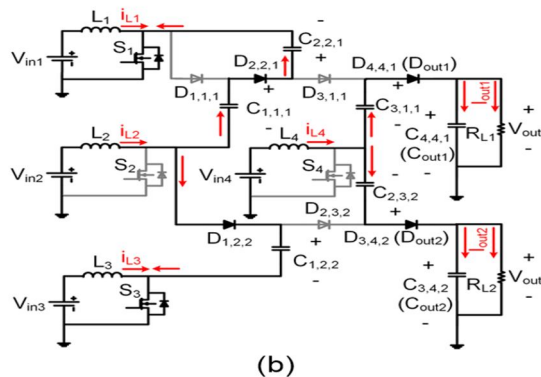 L1 iL1
Vin1
S1
-
C2,2,1
D2,2,1
+
D4,4,1 (Dout1)
+
D1,1,1
D3,1,1
+
C1,1,1
-
C3,1,1
-
+
C4,4,1
(Cout1)
-
RL1
Iout1
+
Vout
-
L2 iL2
Vin2
S2
L4 iL4
Vin4
S4
-
C2,3,2
+
D2,3,2
D1,2,2
+
C1,2,2
-
D3,4,2 (Dout2)
L3 iL3
Vin3
S3
+
C3,4,2
(Cout2)
-
RL2
Iout2
+
Vout
-
(b)